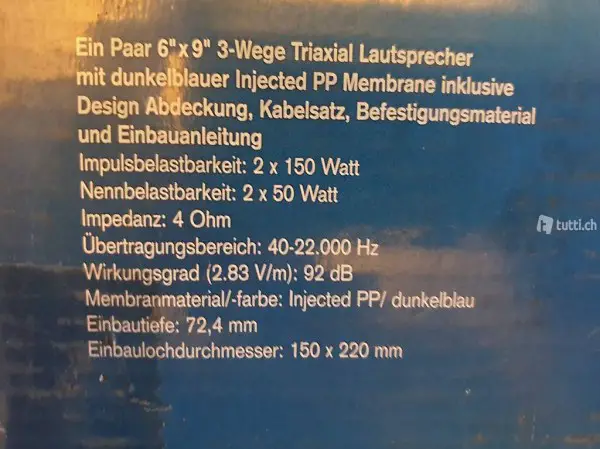 Ein Paar 6"x9" 3-Wege Triaxial Lautsprecher
mit dunkelblauer Injected PP Membrane inklusive
Design Abdeckung, Kabelsatz, Befestigungsmaterial
und Einbauanleitung
Impulsbelastbarkeit: 2 x 150 Watt
Nennbelastbarkeit: 2 x 50 Watt
Impedanz: 4 Ohm
Übertragungsbereich: 40-22.000 Hz
Wirkungsgrad (2.83 V/m): 92 dB
Membranmaterial/-farbe: Injected PP/ dunkelblau
Einbautiefe: 72,4 mm
Einbaulochdurchmesser: 150 x 220 mm
tutti.ch